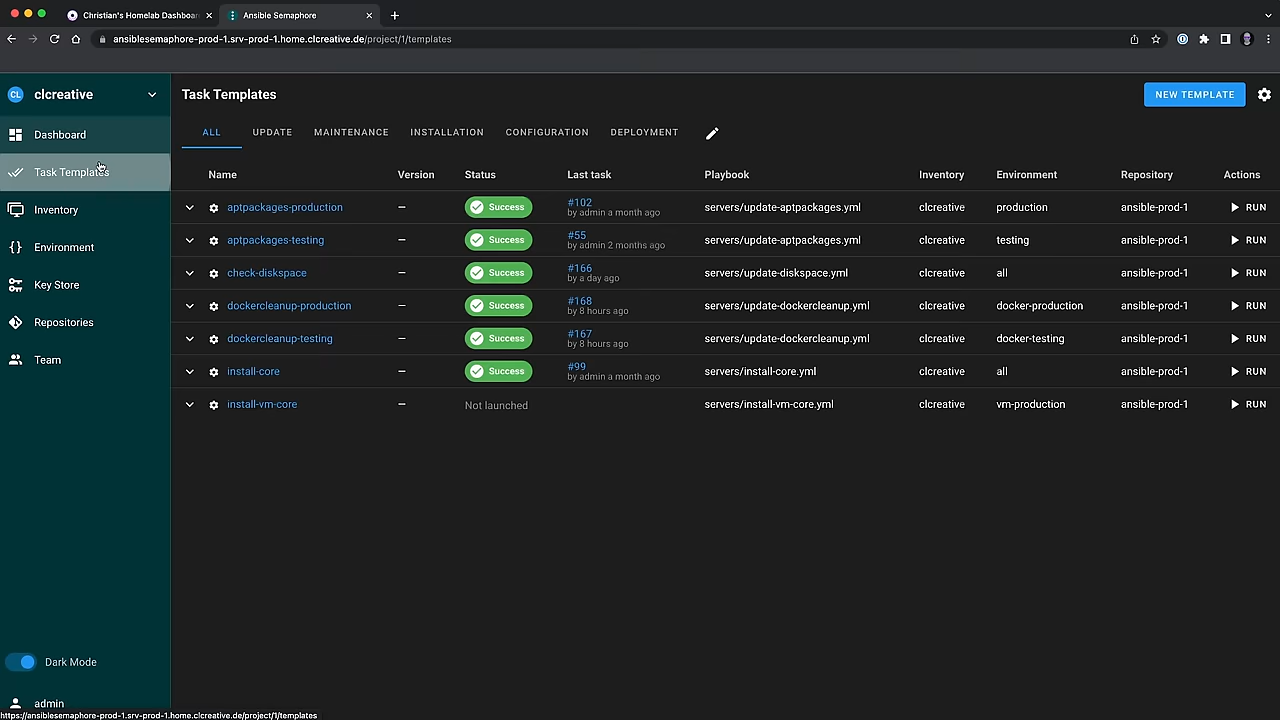 Christian's Homelab Dashboar
Ansible Semaphore
ansiblesemaphore-prod-1.srv-prod-1.home.clcreative.de/project/1/templates
CL clcreative
Dashboard
Task Templates
Inventory
Environment
Key Store
Repositories
Team
Dark Mode
admin
https://ansiblesemaphore-prod-1.srv-prod-1.home.clcreative.de/project/1/templates
Task Templates
NEW TEMPLATE
ALL UPDATE MAINTENANCE INSTALLATION CONFIGURATION DEPLOYMENT
Name Version Status Last task Playbook Inventory Environment Repository Actions
aptpackages-production — Success #102 by admin a month ago servers/update-aptpackages.yml clcreative production ansible-prod-1 RUN
aptpackages-testing — Success #55 by admin 2 months ago servers/update-aptpackages.yml clcreative testing ansible-prod-1 RUN
check-diskspace — Success #166 by a day ago servers/update-diskspace.yml clcreative all ansible-prod-1 RUN
dockercleanup-production — Success #168 by 8 hours ago servers/update-dockercleanup.yml clcreative docker-production ansible-prod-1 RUN
dockercleanup-testing — Success #167 by 8 hours ago servers/update-dockercleanup.yml clcreative docker-testing ansible-prod-1 RUN
install-core — Success #99 by admin a month ago servers/install-core.yml clcreative all ansible-prod-1 RUN
install-vm-core — Not launched servers/install-vm-core.yml clcreative vm-production ansible-prod-1 RUN